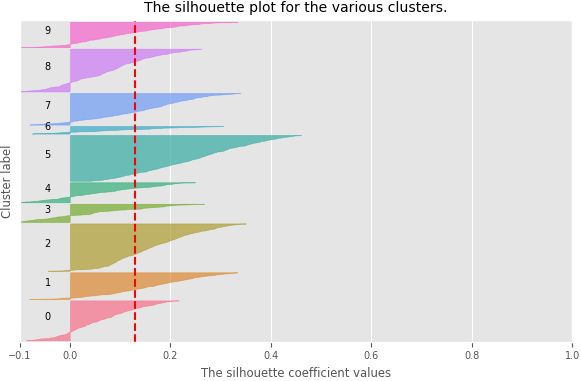 The silhouette plot for the various clusters.
9
8
7
6
5
4
3
2
1
0
Cluster label
−0.1 0.0 0.2 0.4 0.6 0.8 1.0
The silhouette coefficient values